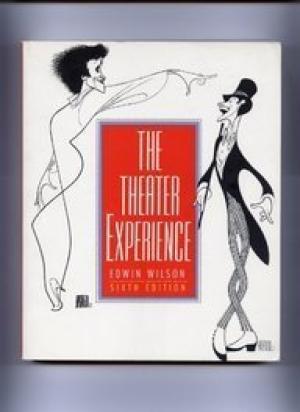 THE
THEATER
EXPERIENCE
EDWIN WILSON
SIXTH EDITION